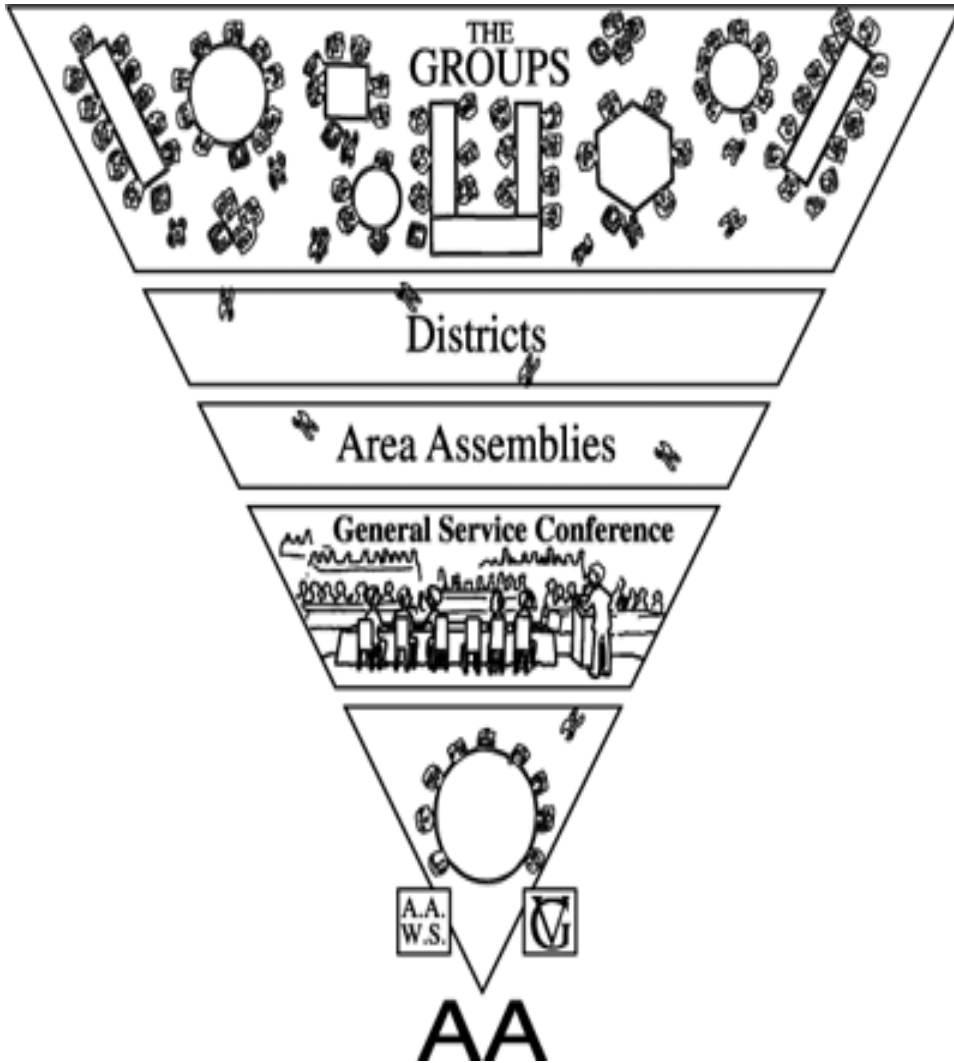 THE
GROUPS
Districts
Area Assemblies
General Service Conference
A.A.
W.S.
GV
AA